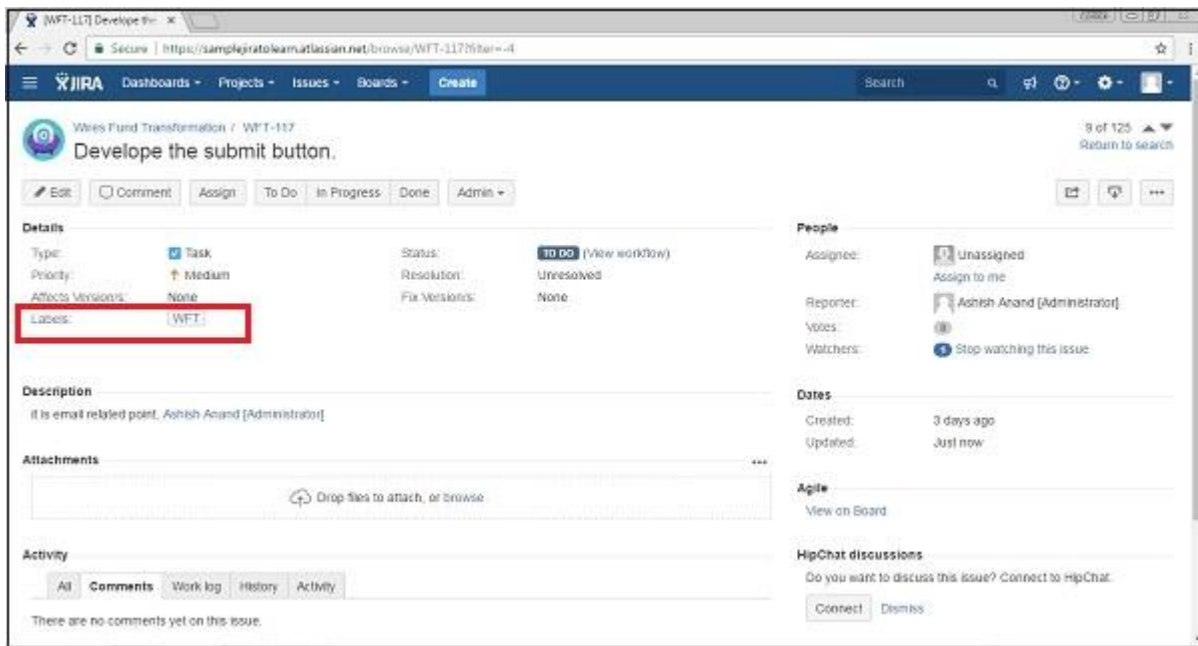 [WFT-117] Develope the
Secure | https://samplejiratolearn.atlassian.net/browse/WFT-117?filter=-4
JIRA Dashboards Projects Issues Boards Create Search
Wires Fund Transformation / WFT-117
9 of 125
Develope the submit button.
Return to search
Edit Comment Assign To Do In Progress Done Admin
Details
Type: Task
Status: TO DO (View workflow)
Priority: Medium
Resolution: Unresolved
Affects Version/s: None
Fix Version/s: None
Labels: WFT
People
Assignee: Unassigned
Assign to me
Reporter: Ashish Anand [Administrator]
Votes: 0
Watchers: 1 Stop watching this issue
Description
it is email related point. Ashish Anand [Administrator]
Dates
Created: 3 days ago
Updated: Just now
Attachments
Drop files to attach, or browse
Agile
View on Board
Activity
All Comments Work log History Activity
There are no comments yet on this issue.
HipChat discussions
Do you want to discuss this issue? Connect to HipChat.
Connect Dismiss